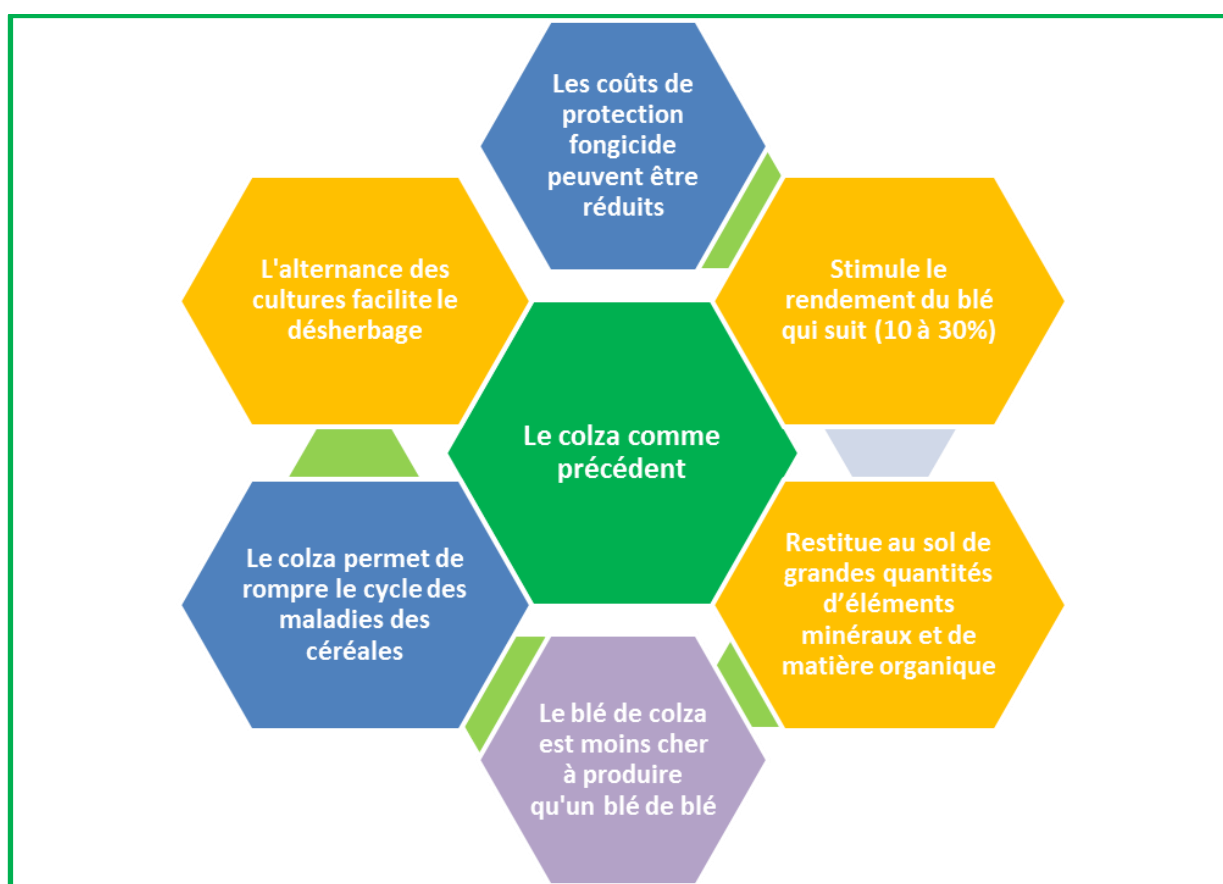 Les coûts de
protection
fongicide
peuvent être
réduits
L'alternance des
cultures facilite le
désherbage
Stimule le
rendement du blé
qui suit (10 à 30%)
Le colza comme
précédent
Le colza permet de
rompre le cycle des
maladies des
céréales
Restitue au sol de
grandes quantités
d’éléments
minéraux et de
matière organique
Le blé de colza
est moins cher
à produire
qu'un blé de blé